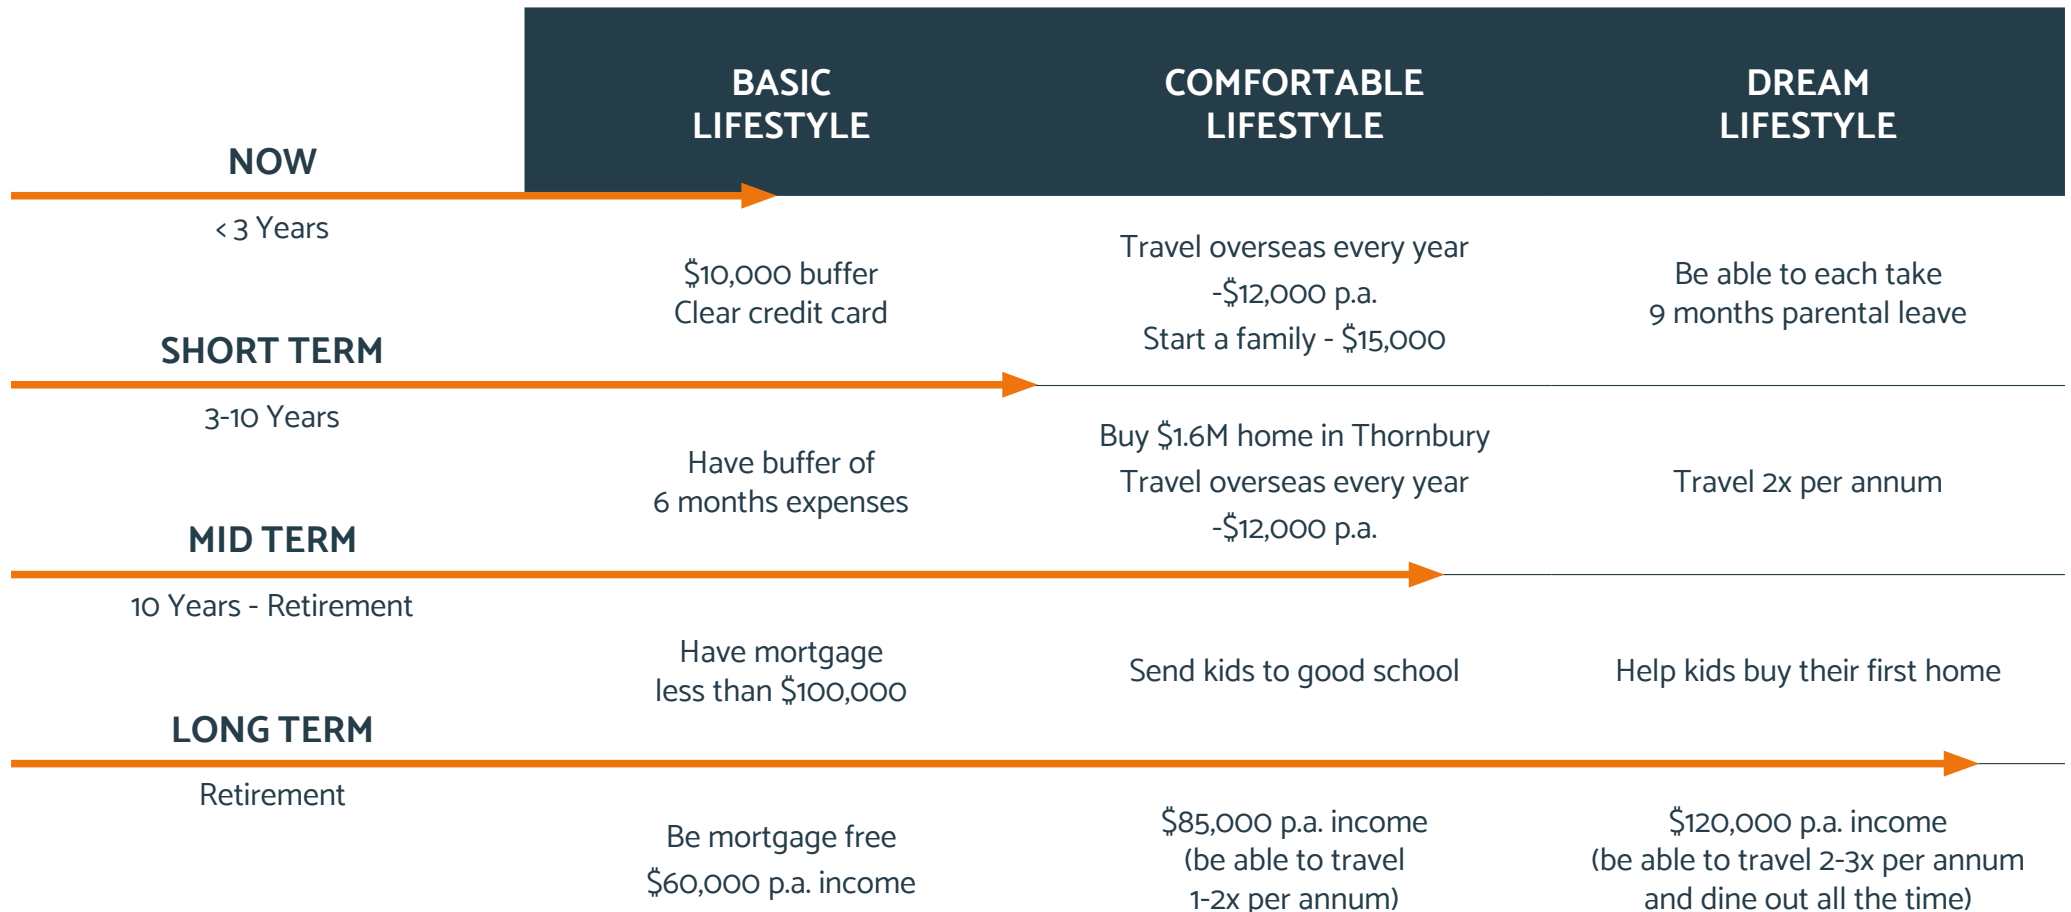 BASIC
LIFESTYLE
COMFORTABLE
LIFESTYLE
DREAM
LIFESTYLE
NOW
< 3 Years
$10,000 buffer
Clear credit card
Travel overseas every year
-$12,000 p.a.
Start a family - $15,000
Be able to each take
9 months parental leave
SHORT TERM
3-10 Years
Have buffer of
6 months expenses
Buy $1.6M home in Thornbury
Travel overseas every year
-$12,000 p.a.
Travel 2x per annum
MID TERM
10 Years - Retirement
Have mortgage
less than $100,000
Send kids to good school
Help kids buy their first home
LONG TERM
Retirement
Be mortgage free
$60,000 p.a. income
$85,000 p.a. income
(be able to travel
1-2x per annum)
$120,000 p.a. income
(be able to travel 2-3x per annum
and dine out all the time)